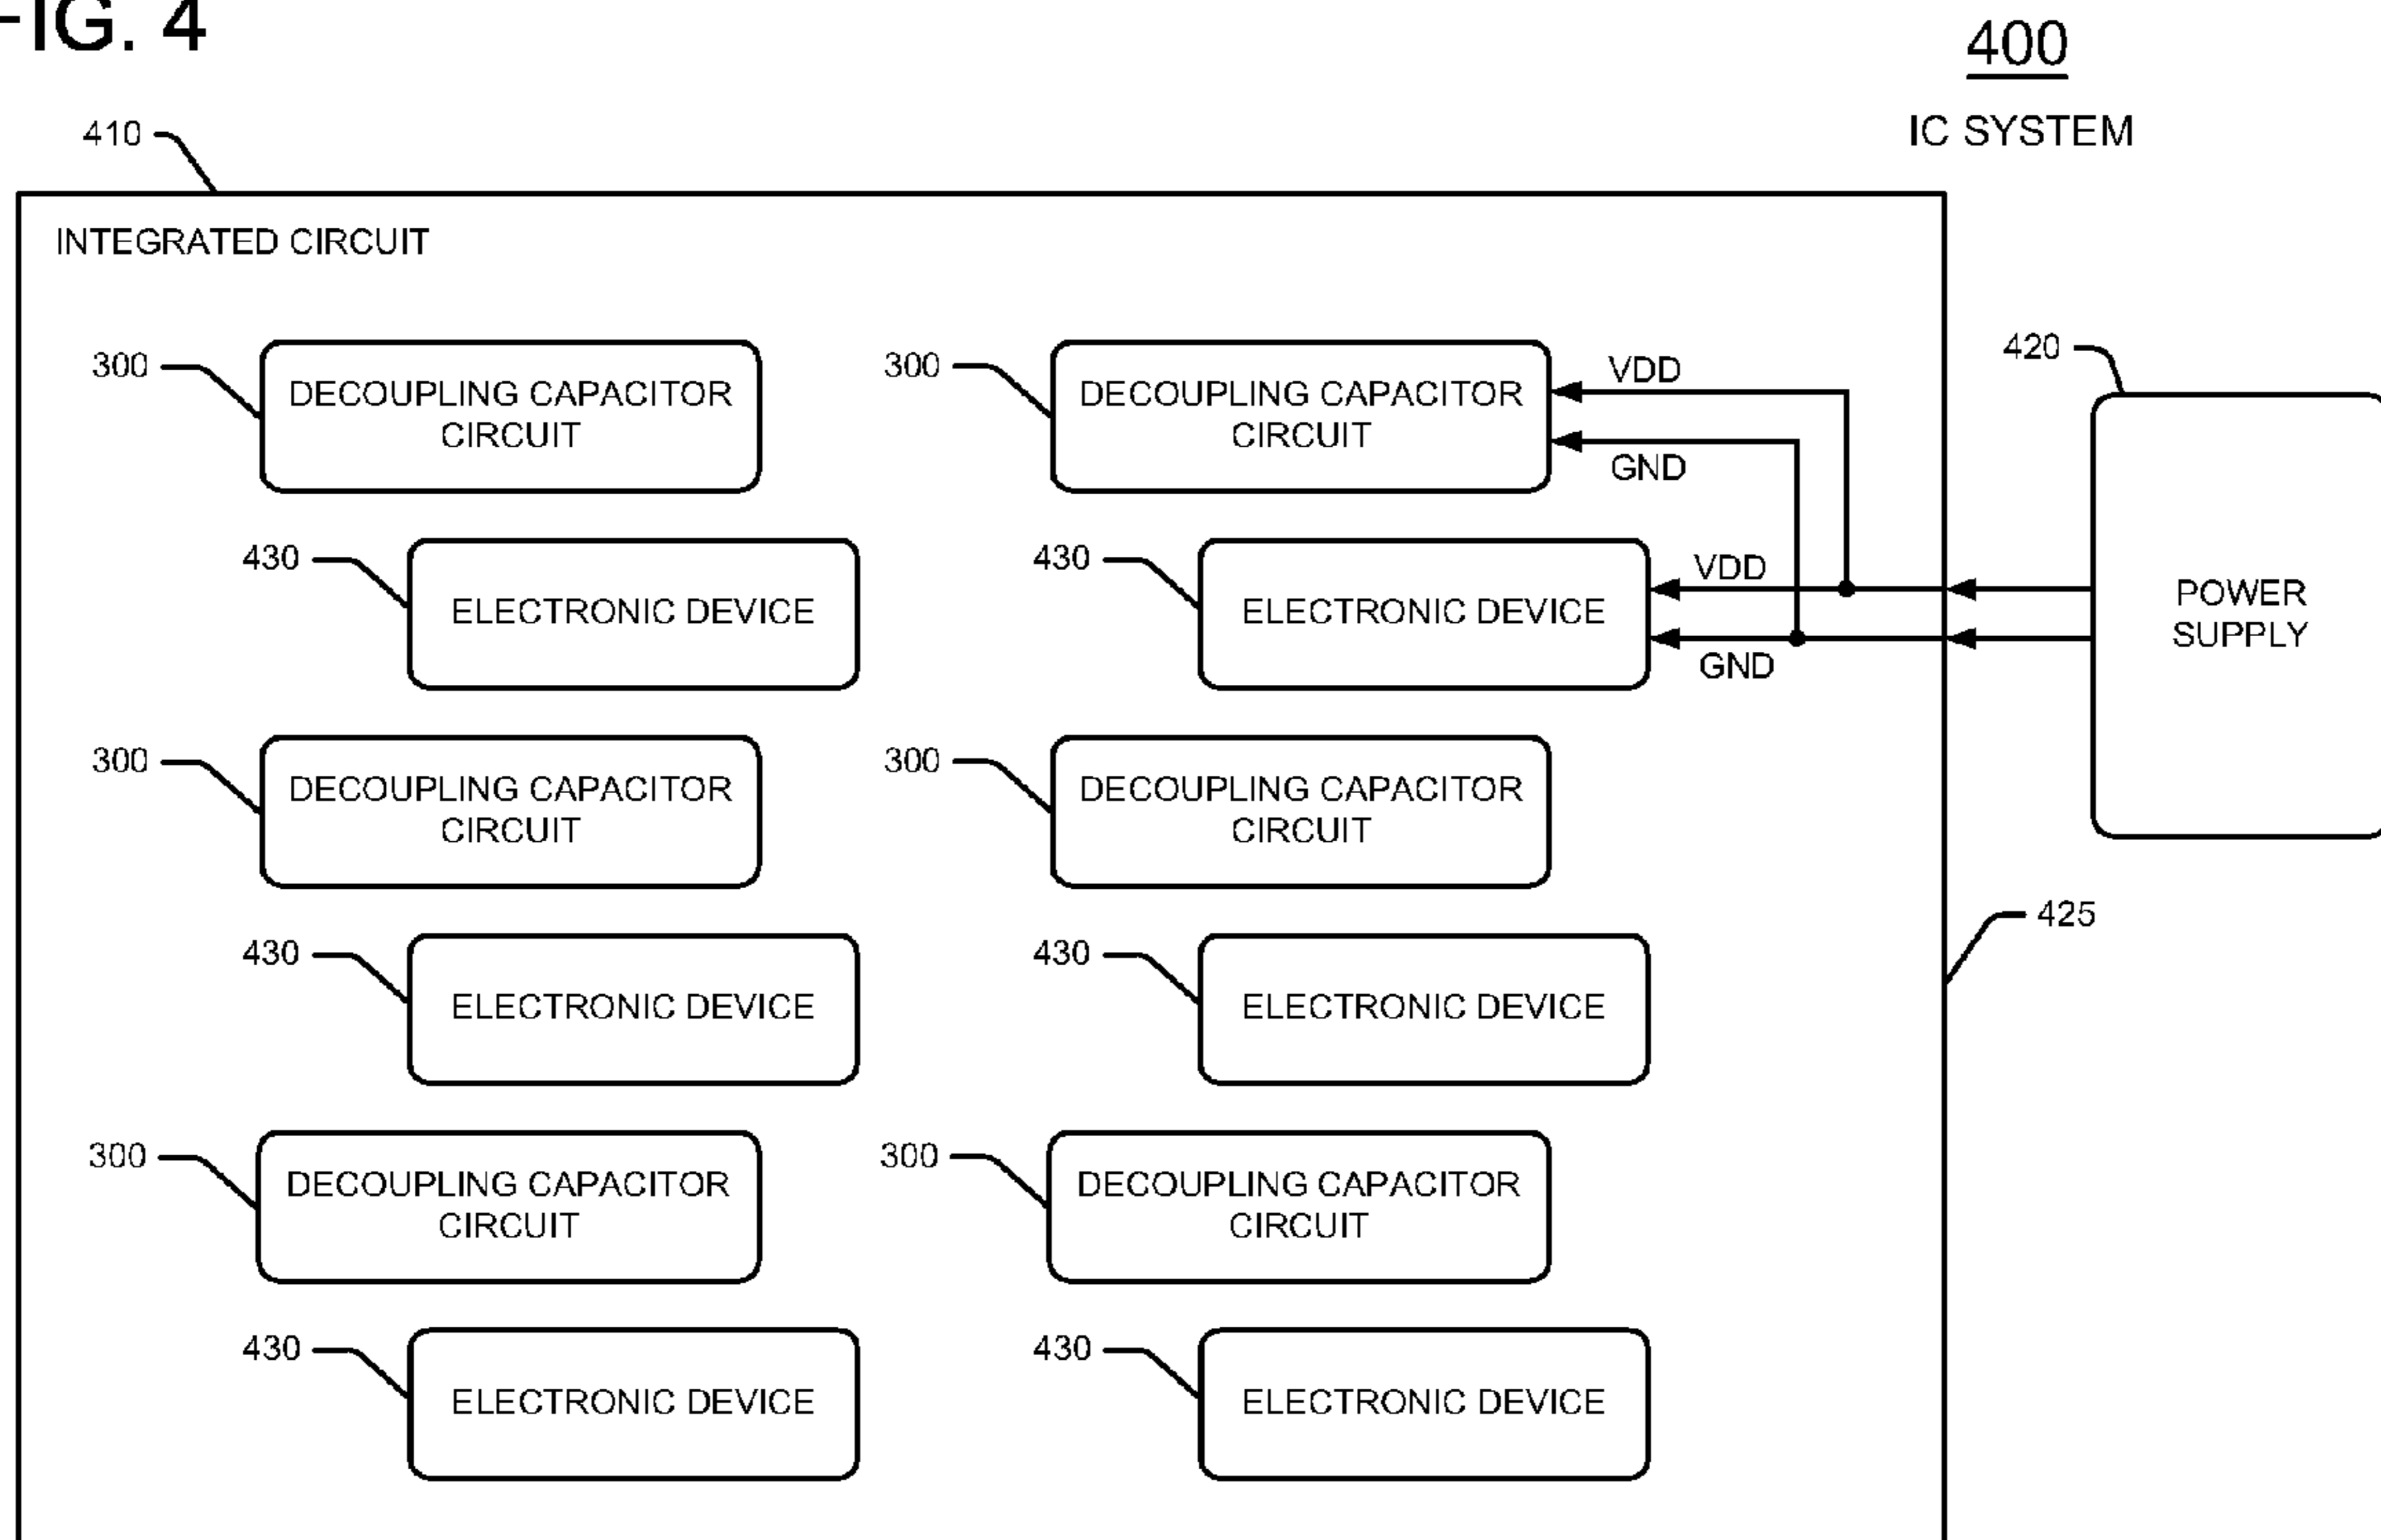 FIG. 4
400
IC SYSTEM
410
INTEGRATED CIRCUIT
300
DECOUPLING CAPACITOR
CIRCUIT
300
DECOUPLING CAPACITOR
CIRCUIT
VDD
GND
420
POWER
SUPPLY
430
ELECTRONIC DEVICE
430
ELECTRONIC DEVICE
VDD
GND
300
DECOUPLING CAPACITOR
CIRCUIT
300
DECOUPLING CAPACITOR
CIRCUIT
425
430
ELECTRONIC DEVICE
430
ELECTRONIC DEVICE
300
DECOUPLING CAPACITOR
CIRCUIT
300
DECOUPLING CAPACITOR
CIRCUIT
430
ELECTRONIC DEVICE
430
ELECTRONIC DEVICE